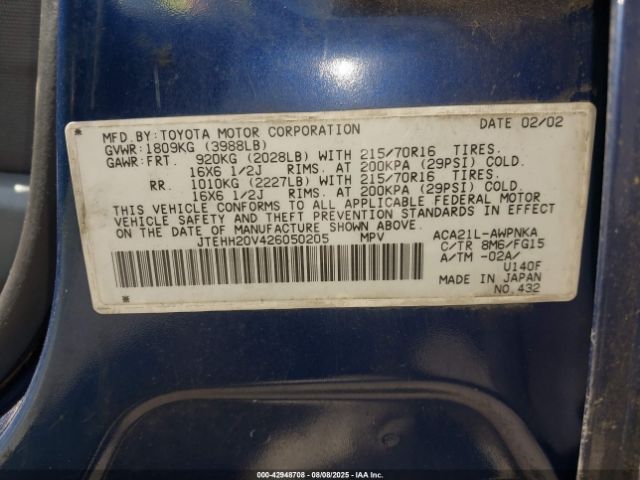 MFD.BY:TOYOTA MOTOR CORPORATION DATE 02/02
GVWR:1809KG (3988LB)
GAWR:FRT. 920KG (2028LB) WITH 215/70R16 TIRES.
16X6 1/2J RIMS. AT 200KPA (29PSI) COLD.
RR. 1010KG (2227LB) WITH 215/70R16 TIRES.
16X6 1/2J RIMS. AT 200KPA (29PSI) COLD.
THIS VEHICLE CONFORMS TO ALL APPLICABLE FEDERAL MOTOR
VEHICLE SAFETY AND THEFT PREVENTION STANDARDS IN EFFECT
ON THE DATE OF MANUFACTURE SHOWN ABOVE.
JTEHH20V426050205 MPV ACA21L-AWPNKA
C/TR 8M6/FG15
A/TM -02A/
U140F
MADE IN JAPAN
NO.432
000-42948708 - 08/08/2025 - IAA Inc.